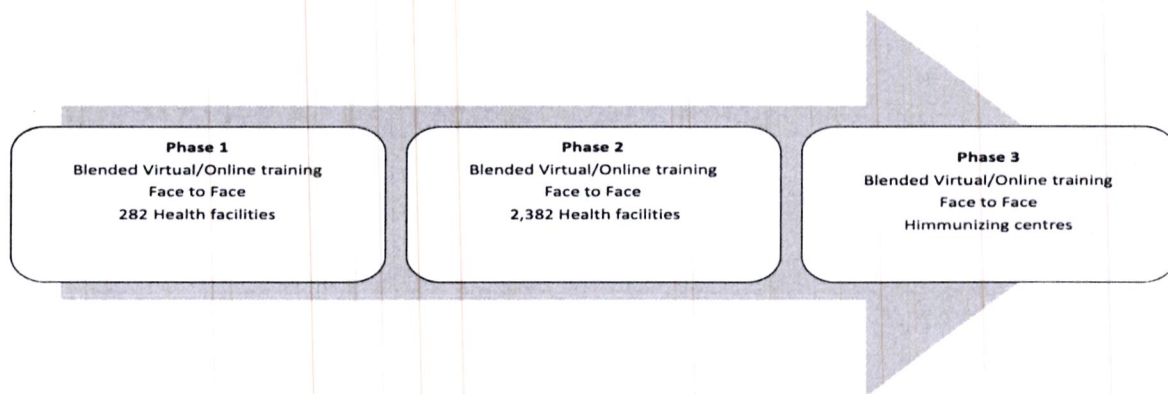 Phase 1
Blended Virtual/Online training
Face to Face
282 Health facilities
Phase 2
Blended Virtual/Online training
Face to Face
2,382 Health facilities
Phase 3
Blended Virtual/Online training
Face to Face
Himmunizing centres